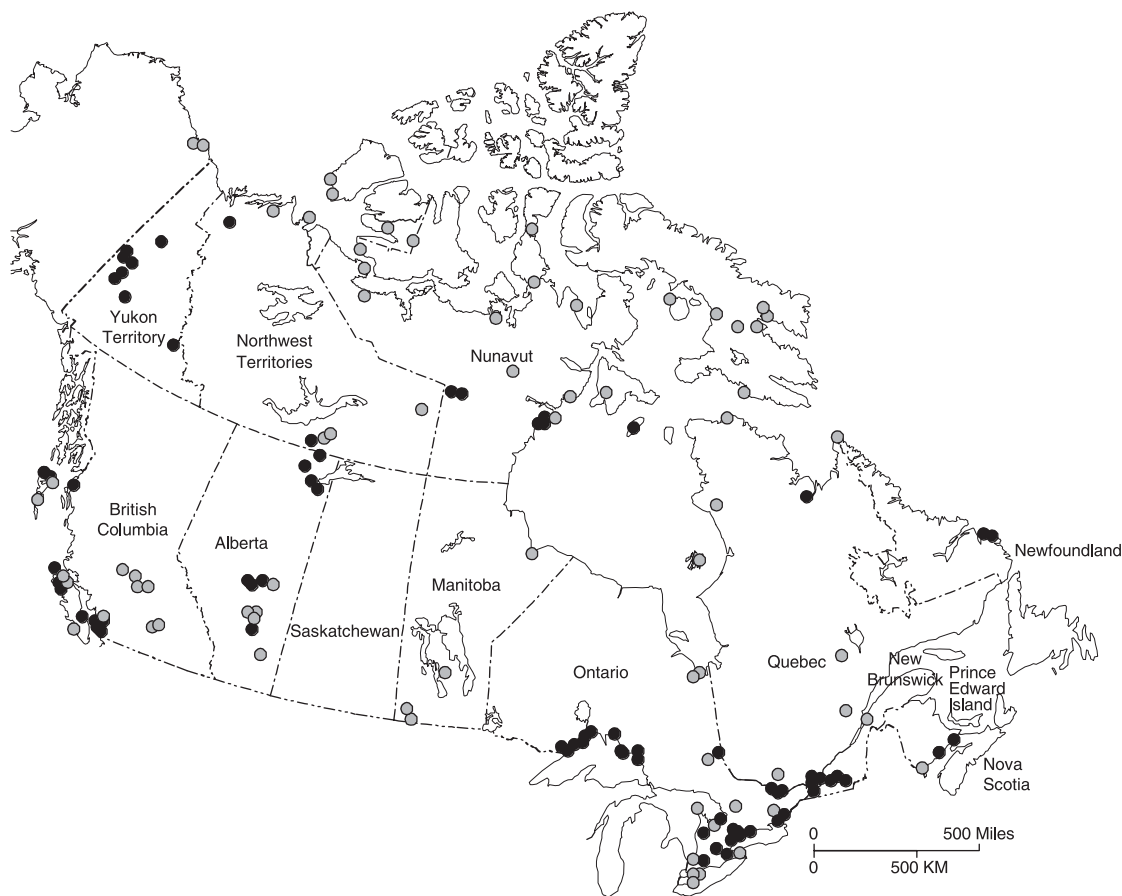 Yukon
Territory
Northwest
Territories
Nunavut
British
Columbia
Alberta
Saskatchewan
Manitoba
Ontario
Quebec
Newfoundland
New
Brunswick
Prince
Edward
Island
Nova
Scotia
0
500 Miles
0
500 KM